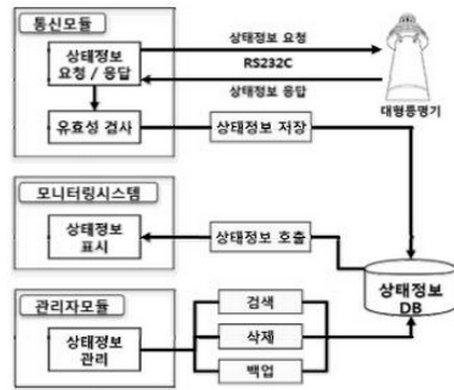 통신모듈
상태정보
요청 / 응답
상태정보 요청
RS232C
상태정보 응답
대형등명기
유효성 검사
상태정보 저장
모니터링시스템
상태정보
표시
상태정보 호출
상태정보
DB
관리자모듈
상태정보
관리
검색
삭제
백업